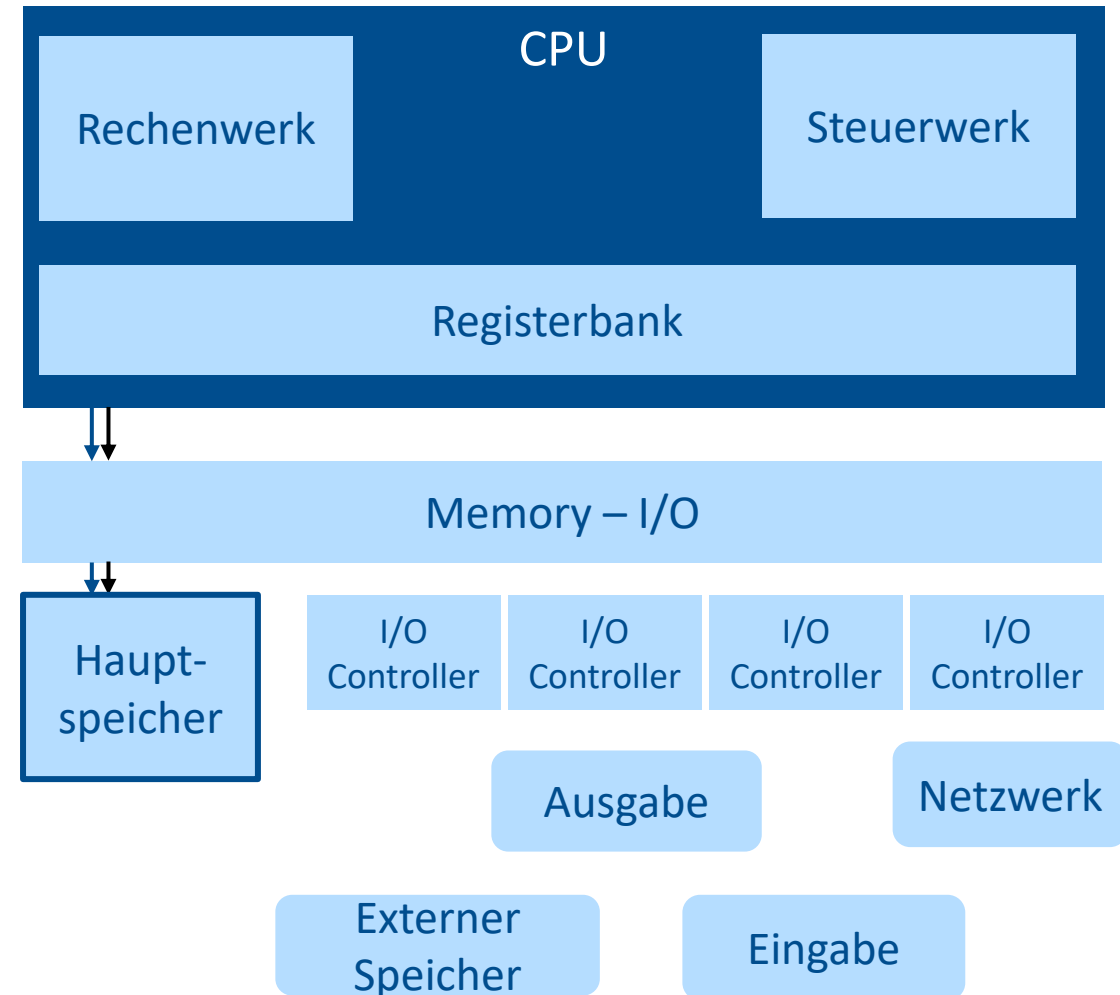 CPU
Rechenwerk
Steuerwerk
Registerbank
Memory – I/O
Haupt-
speicher
I/O
Controller
I/O
Controller
I/O
Controller
I/O
Controller
Ausgabe
Netzwerk
Externer
Speicher
Eingabe